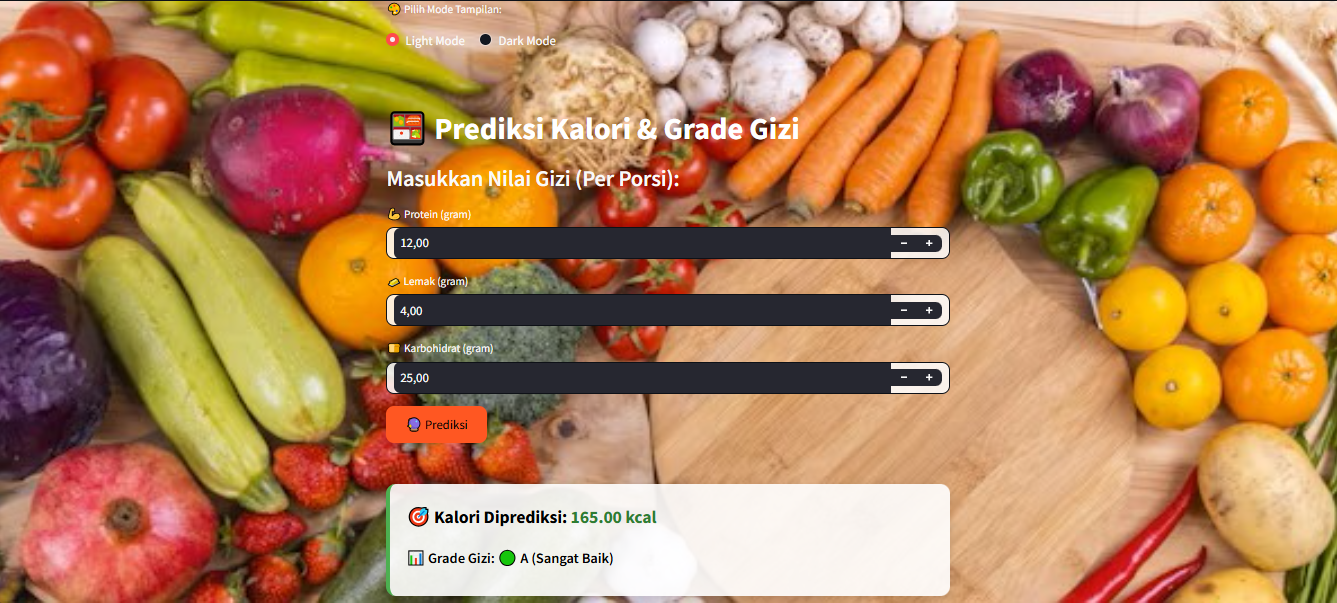 🎨 Pilih Mode Tampilan:
Light Mode Dark Mode
🍱 Prediksi Kalori & Grade Gizi
Masukkan Nilai Gizi (Per Porsi):
💪 Protein (gram)
12,00 − +
🧈 Lemak (gram)
4,00 − +
🍞 Karbohidrat (gram)
25,00 − +
🔮 Prediksi
🎯 Kalori Diprediksi: 165.00 kcal
📊 Grade Gizi: 🟢 A (Sangat Baik)